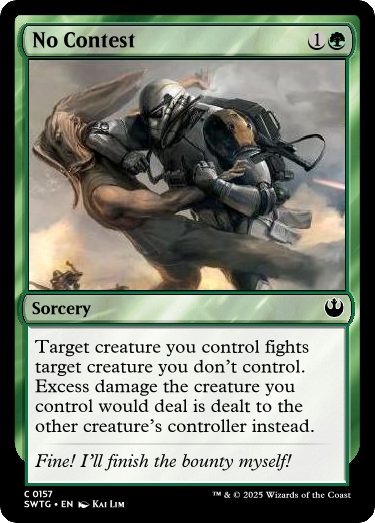 No Contest 1
Sorcery
Target creature you control fights
target creature you don't control.
Excess damage the creature you
control would deal is dealt to the
other creature's controller instead.
Fine! I'll finish the bounty myself!
C 0157
SWTG • EN Kai Lim
™ & © 2025 Wizards of the Coast